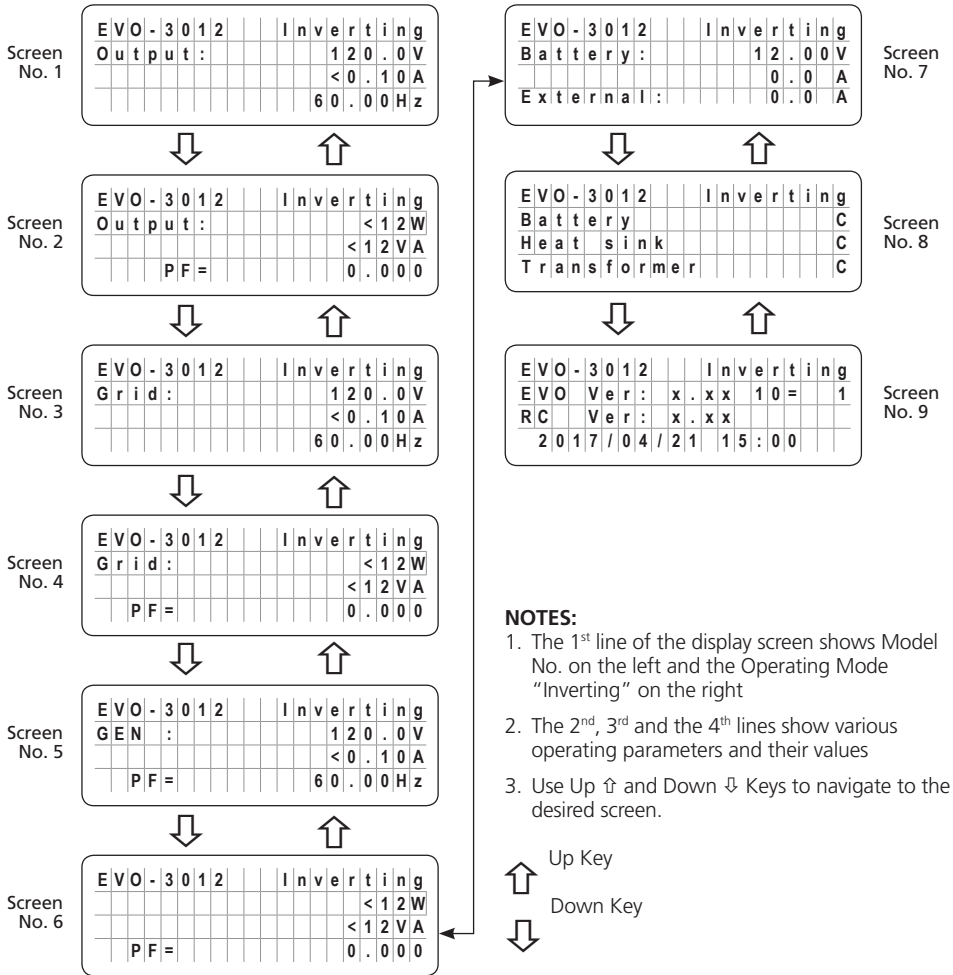 Screen
No. 1
EVO-3012 Inverting
Output: 120.0V
<0.10A
60.00Hz
Screen
No. 2
EVO-3012 Inverting
Output: <12W
<12VA
PF= 0.000
Screen
No. 3
EVO-3012 Inverting
Grid: 120.0V
<0.10A
60.00Hz
Screen
No. 4
EVO-3012 Inverting
Grid: <12W
<12VA
PF= 0.000
Screen
No. 5
EVO-3012 Inverting
GEN : 120.0V
<0.10A
PF= 60.00Hz
Screen
No. 6
EVO-3012 Inverting
<12W
<12VA
PF= 0.000
EVO-3012 Inverting
Battery: 12.00V
0.0 A
External: 0.0 A
Screen
No. 7
EVO-3012 Inverting
Battery C
Heat sink C
Transformer C
Screen
No. 8
EVO-3012 Inverting
EVO Ver: x.xx 10= 1
RC Ver: x.xx
2017/04/21 15:00
Screen
No. 9
NOTES:
1. The 1st line of the display screen shows Model
No. on the left and the Operating Mode
“Inverting” on the right
2. The 2nd, 3rd and the 4th lines show various
operating parameters and their values
3. Use Up ⇧ and Down ⇩ Keys to navigate to the
desired screen.
Up Key
Down Key